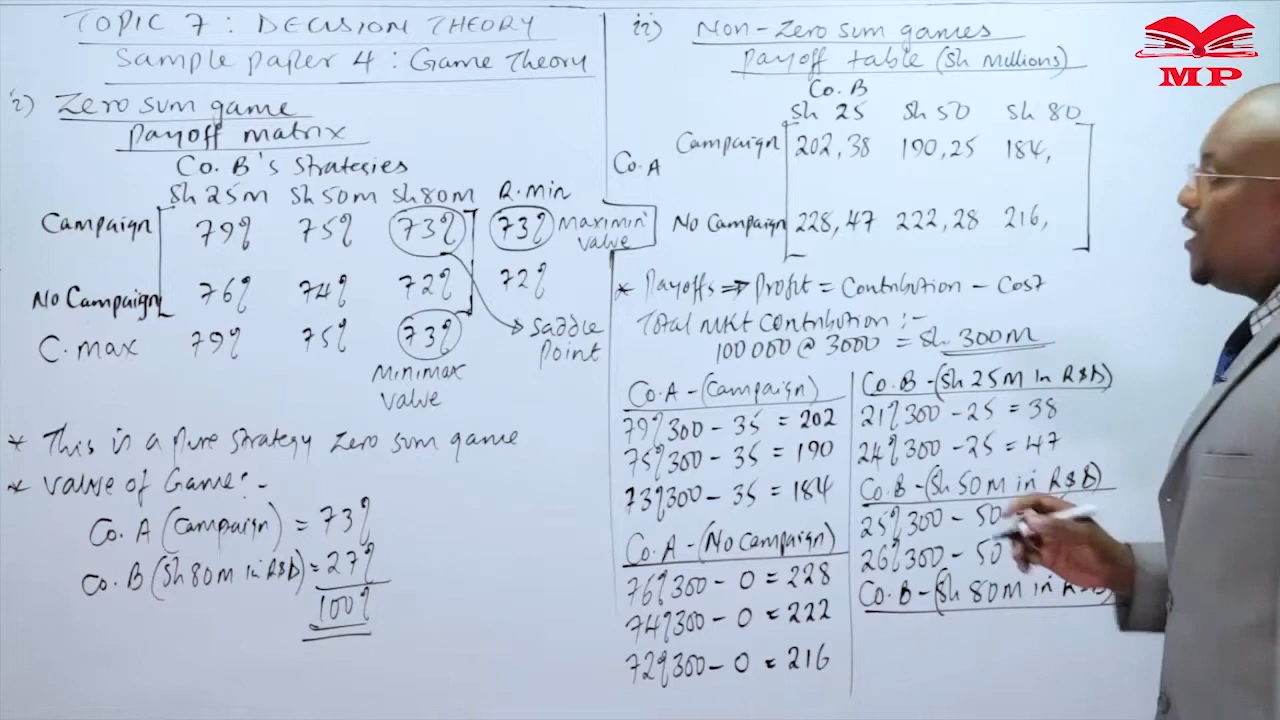 TOPIC 7: DECISION THEORY
Sample paper 4: Game Theory
i) Zero sum game
payoff matrix
Co. B's Strategies
Sh 25M Sh 50M Sh 80M R.min
Campaign 79% 75% 73% 73% Maximin value
No Campaign 76% 74% 72% 72%
C.max 79% 75% 73% Saddle point
Minimax value
* This is a pure strategy zero sum game
* Value of Game:-
Co. A (campaign) = 73%
Co. B (Sh 80M in R&D) = 27%
100%
ii) Non-Zero sum games
Payoff table (Sh Millions)
Co. B
Sh 25 Sh 50 Sh 80
Co. A
Campaign 202, 38 190, 25 184,
No Campaign 228, 47 222, 28 216,
* Payoffs ⇒ Profit = Contribution - Cost
Total Mkt Contribution :-
100 000 @ 3000 = Sh. 300M
Co. A - (Campaign)
79% 300 - 35 = 202
75% 300 - 35 = 190
73% 300 - 35 = 184
Co. A - (No Campaign)
76% 300 - 0 = 228
74% 300 - 0 = 222
72% 300 - 0 = 216
Co. B - (Sh 25M in R&D)
21% 300 - 25 = 38
24% 300 - 25 = 47
Co. B - (Sh 50M in R&D)
25% 300 - 50
26% 300 - 50
Co. B - (Sh 80M in R&D)
MP